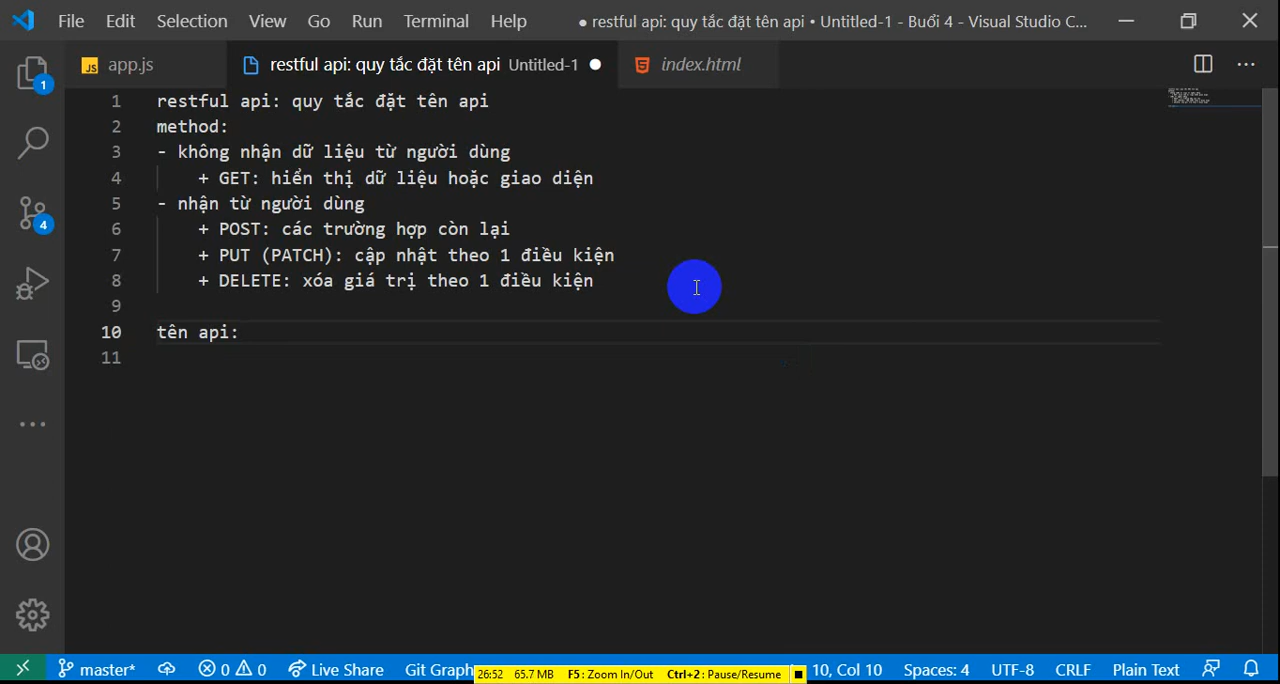 File Edit Selection View Go Run Terminal Help ● restful api: quy tắc đặt tên api • Untitled-1 - Buổi 4 - Visual Studio C...
JS app.js restful api: quy tắc đặt tên api Untitled-1 ● index.html
1 restful api: quy tắc đặt tên api
2 method:
3 - không nhận dữ liệu từ người dùng
4 + GET: hiển thị dữ liệu hoặc giao diện
5 - nhận từ người dùng
6 + POST: các trường hợp còn lại
7 + PUT (PATCH): cập nhật theo 1 điều kiện
8 + DELETE: xóa giá trị theo 1 điều kiện
9
10 tên api:
11
1
4
master* 0 0 Live Share Git Graph 10, Col 10 Spaces: 4 UTF-8 CRLF Plain Text
26:52 65.7 MB F5: Zoom In/Out Ctrl+2: Pause/Resume